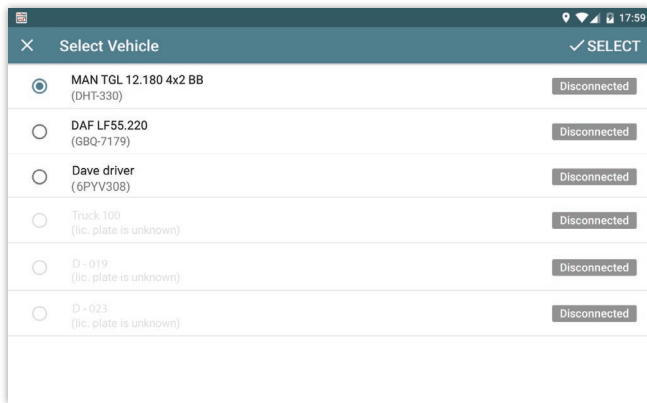 17:59
Select Vehicle
SELECT
MAN TGL 12.180 4x2 BB
(DHT-330)
Disconnected
DAF LF55.220
(GBQ-7179)
Disconnected
Dave driver
(6PYV308)
Disconnected
Truck 100
(lic. plate is unknown)
Disconnected
D - 019
(lic. plate is unknown)
Disconnected
D - 023
(lic. plate is unknown)
Disconnected